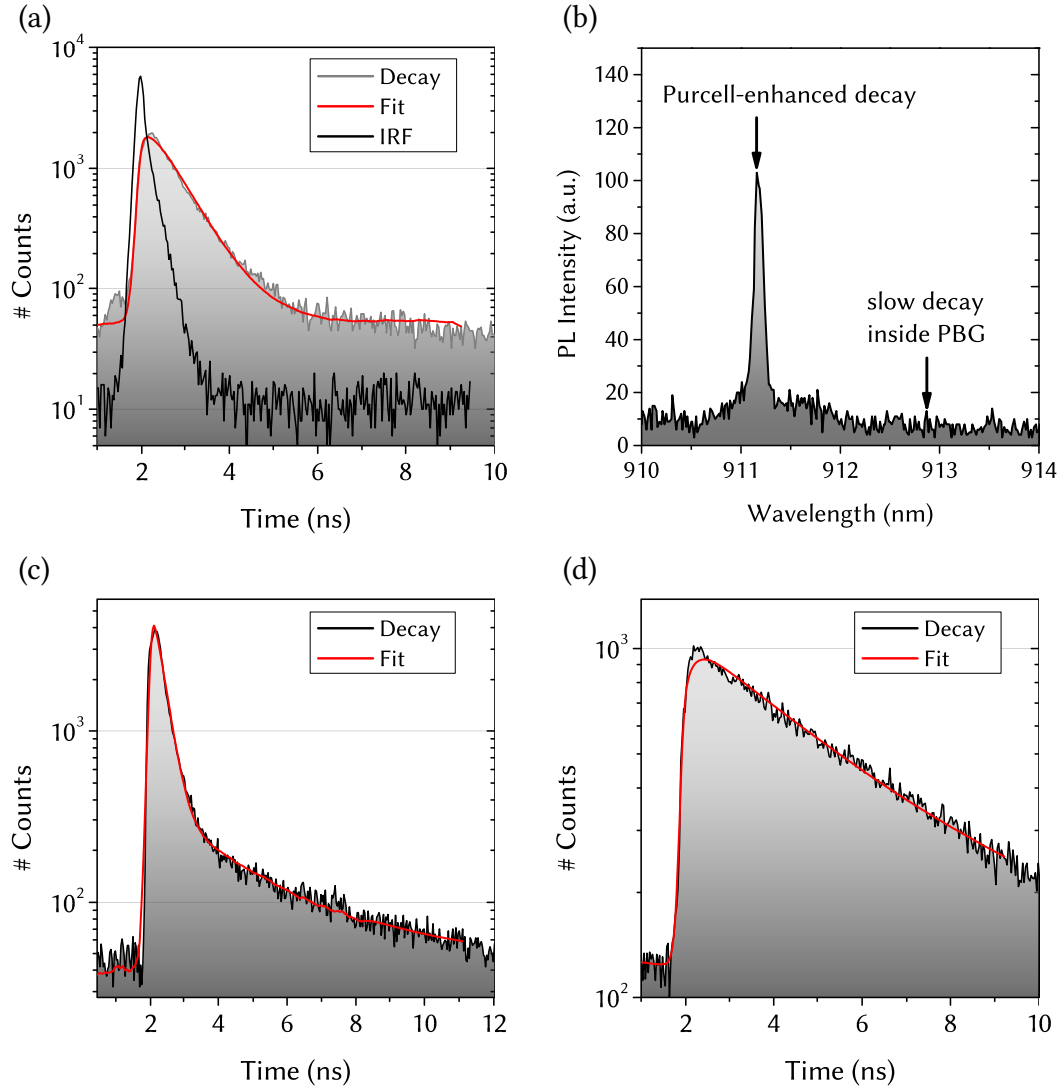 (a)
10^4
10^3
10^2
10^1
# Counts
Decay
Fit
IRF
2
4
6
8
10
Time (ns)
(b)
140
120
100
80
60
40
20
0
PL Intensity (a.u.)
Purcell-enhanced decay
slow decay
inside PBG
910
911
912
913
914
Wavelength (nm)
(c)
10^3
10^2
# Counts
Decay
Fit
2
4
6
8
10
12
Time (ns)
(d)
10^3
10^2
# Counts
Decay
Fit
2
4
6
8
10
Time (ns)